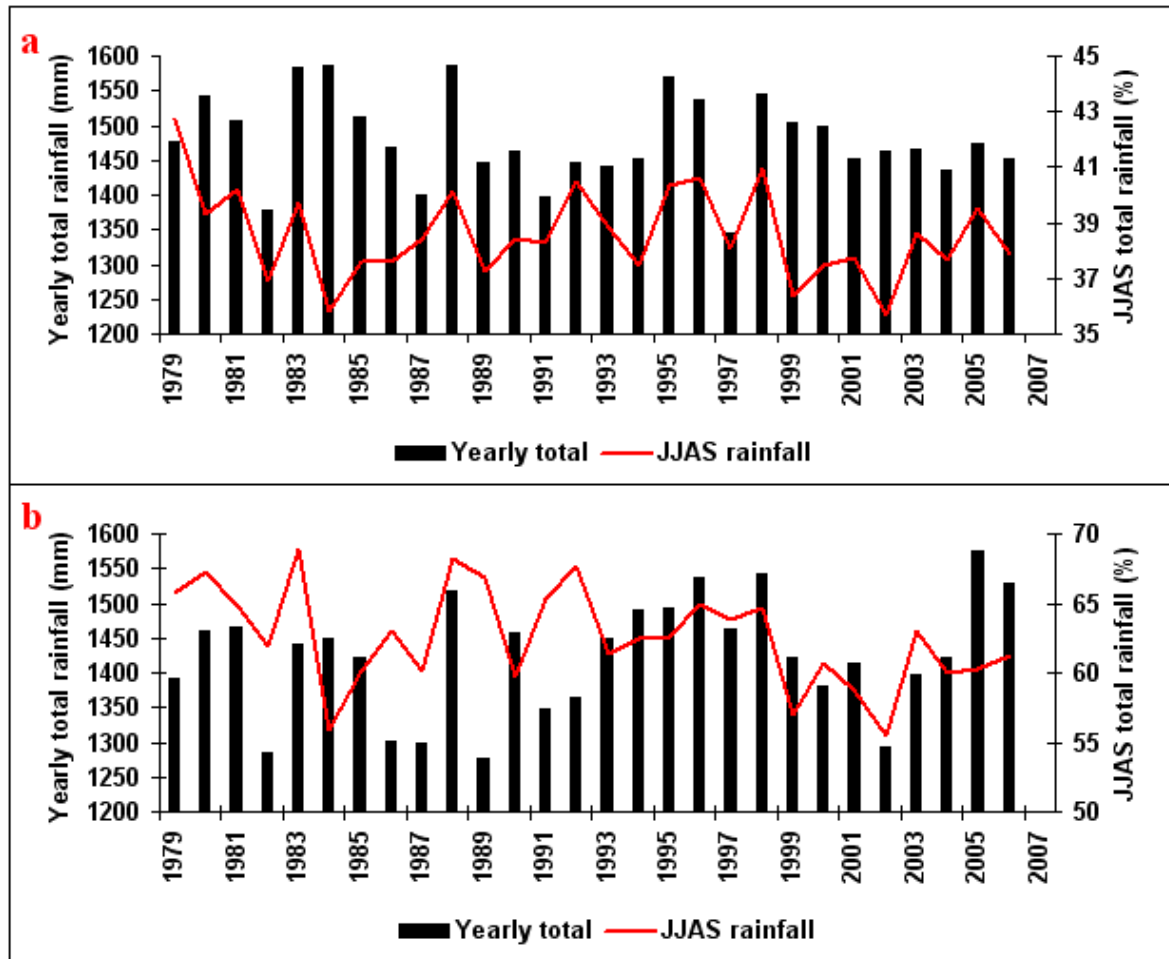 a
Yearly total rainfall (mm)
1600
1550
1500
1450
1400
1350
1300
1250
1200
45
43
41
39
37
35
JJAS total rainfall (%)
1979 1981 1983 1985 1987 1989 1991 1993 1995 1997 1999 2001 2003 2005 2007
Yearly total JJAS rainfall
b
Yearly total rainfall (mm)
1600
1550
1500
1450
1400
1350
1300
1250
1200
70
65
60
55
50
JJAS total rainfall (%)
1979 1981 1983 1985 1987 1989 1991 1993 1995 1997 1999 2001 2003 2005 2007
Yearly total JJAS rainfall